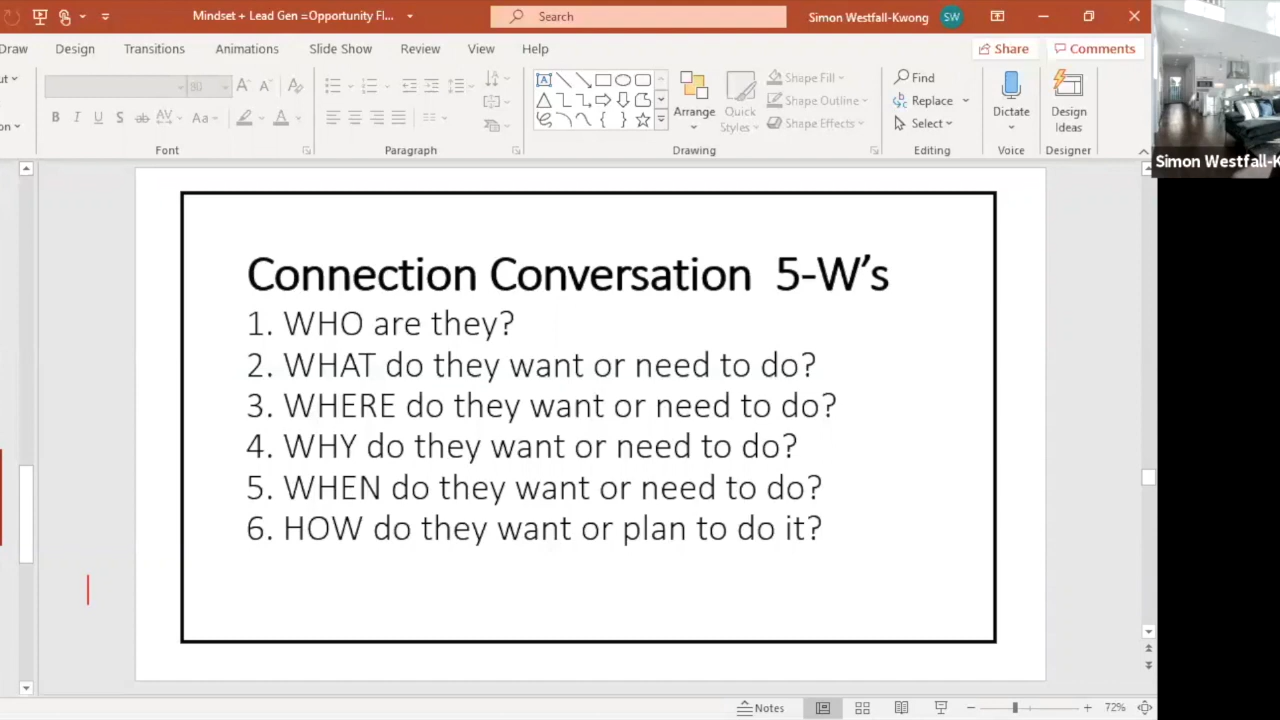 Mindset + Lead Gen =Opportunity Fl...
Search
Simon Westfall-Kwong
SW
Draw
Design
Transitions
Animations
Slide Show
Review
View
Help
Share
Comments
80
Shape Fill
Shape Outline
Shape Effects
Arrange
Quick
Styles
Find
Replace
Select
Dictate
Design
Ideas
Font
Paragraph
Drawing
Editing
Voice
Designer
Simon Westfall-K
Connection Conversation 5-W’s
1. WHO are they?
2. WHAT do they want or need to do?
3. WHERE do they want or need to do?
4. WHY do they want or need to do?
5. WHEN do they want or need to do?
6. HOW do they want or plan to do it?
Notes
72%